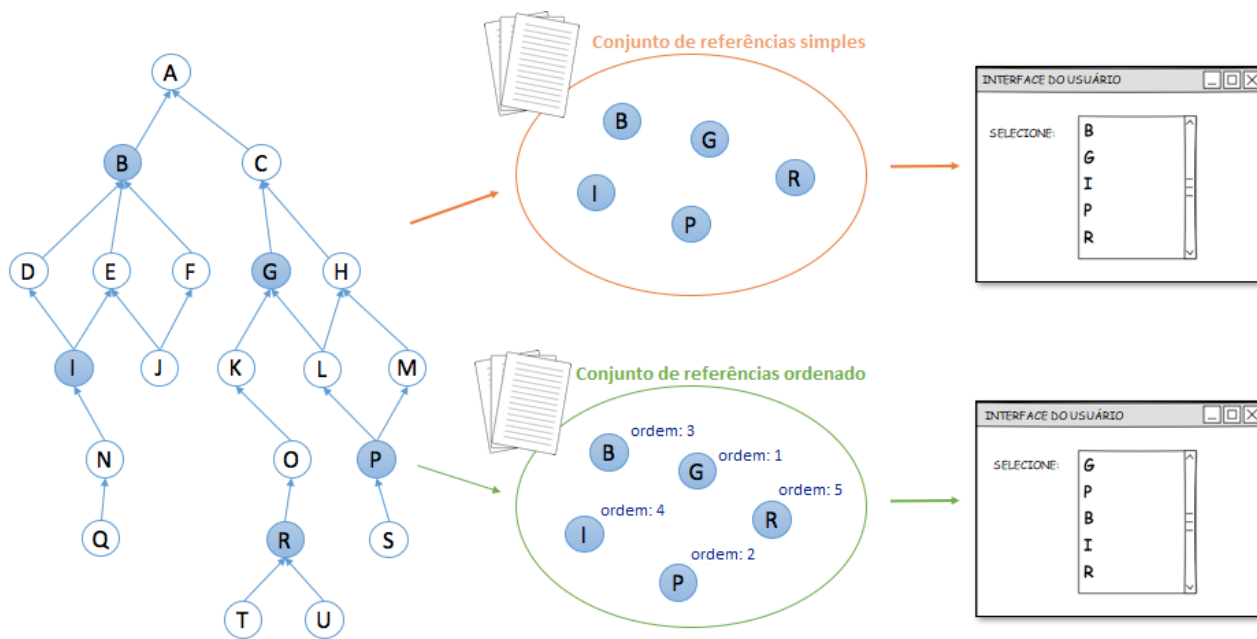 Conjunto de referências simples
A
B
C
D
E
F
G
H
I
J
K
L
M
N
O
P
Q
R
S
T
U
B
G
I
R
P
INTERFACE DO USUÁRIO
SELECIONE:
B
G
I
P
R
Conjunto de referências ordenado
B
ordem: 3
G
ordem: 1
I
ordem: 4
R
ordem: 5
P
ordem: 2
INTERFACE DO USUÁRIO
SELECIONE:
G
P
B
I
R